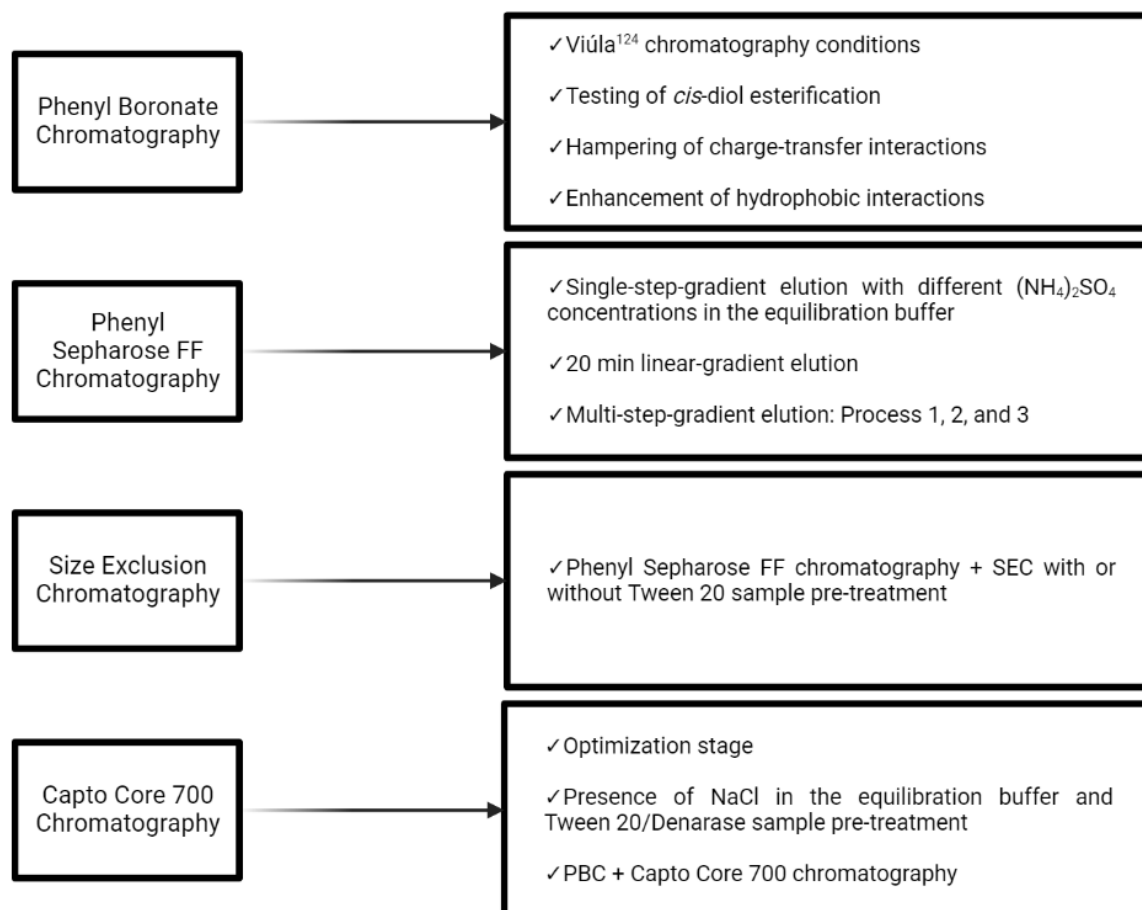 Phenyl Boronate
Chromatography
✓Viúla¹²⁴ chromatography conditions
✓Testing of cis-diol esterification
✓Hampering of charge-transfer interactions
✓Enhancement of hydrophobic interactions
Phenyl
Sepharose FF
Chromatography
✓Single-step-gradient elution with different (NH₄)₂SO₄
concentrations in the equilibration buffer
✓20 min linear-gradient elution
✓Multi-step-gradient elution: Process 1, 2, and 3
Size Exclusion
Chromatography
✓Phenyl Sepharose FF chromatography + SEC with or
without Tween 20 sample pre-treatment
Capto Core 700
Chromatography
✓Optimization stage
✓Presence of NaCl in the equilibration buffer and
Tween 20/Denarase sample pre-treatment
✓PBC + Capto Core 700 chromatography